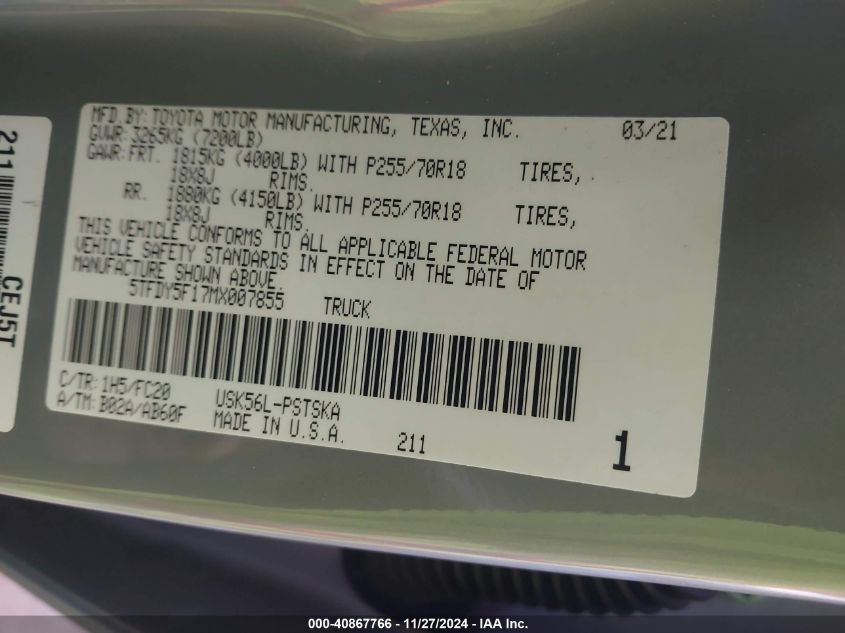 MFD.BY:TOYOTA MOTOR MANUFACTURING, TEXAS, INC. 03/21
GVWR:3265KG (7200LB)
GAWR:FRT. 1815KG (4000LB) WITH P255/70R18 TIRES,
18X8J RIMS.
RR. 1880KG (4150LB) WITH P255/70R18 TIRES,
18X8J RIMS.
THIS VEHICLE CONFORMS TO ALL APPLICABLE FEDERAL MOTOR
VEHICLE SAFETY STANDARDS IN EFFECT ON THE DATE OF
MANUFACTURE SHOWN ABOVE.
5TFDY5F17MX007855 TRUCK
C/TR:1H5/FC20 USK56L-PSTSKA
A/TM:B02A/AB60F MADE IN U.S.A. 211 1
211
CEJ5T
000-40867766 - 11/27/2024 - IAA Inc.